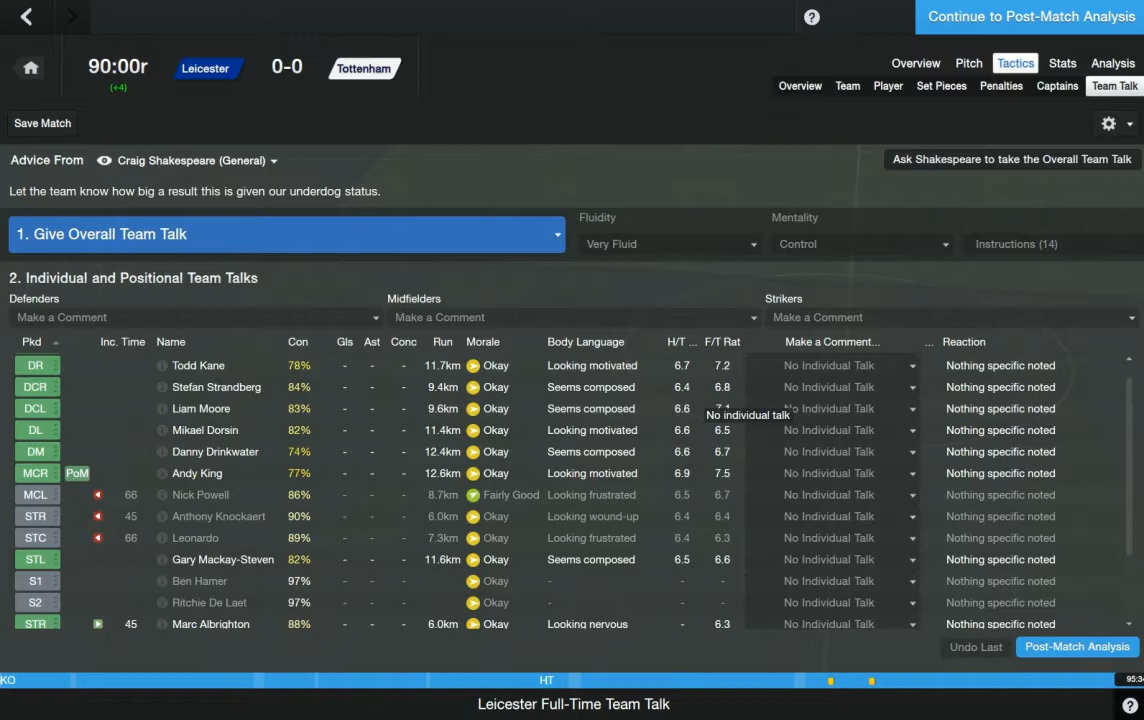 Continue to Post-Match Analysis
90:00r
(+4)
Leicester
0-0
Tottenham
Overview Pitch Tactics Stats Analysis
Overview Team Player Set Pieces Penalties Captains Team Talk
Save Match
Advice From Craig Shakespeare (General)
Ask Shakespeare to take the Overall Team Talk
Let the team know how big a result this is given our underdog status.
1. Give Overall Team Talk
Fluidity
Very Fluid
Mentality
Control
Instructions (14)
2. Individual and Positional Team Talks
Defenders Midfielders Strikers
Make a Comment Make a Comment Make a Comment
Pkd Inc. Time Name Con Gls Ast Conc Run Morale Body Language H/T ... F/T Rat Make a Comment... ... Reaction
DR Todd Kane 78% - - - 11.7km Okay Looking motivated 6.7 7.2 No Individual Talk Nothing specific noted
DCR Stefan Strandberg 84% - - - 9.4km Okay Seems composed 6.4 6.8 No Individual Talk Nothing specific noted
DCL Liam Moore 83% - - - 9.6km Okay Seems composed 6.6 No Individual Talk Nothing specific noted
No individual talk
DL Mikael Dorsin 82% - - - 11.4km Okay Looking motivated 6.6 6.5 No Individual Talk Nothing specific noted
DM Danny Drinkwater 74% - - - 12.4km Okay Seems composed 6.6 6.7 No Individual Talk Nothing specific noted
MCR PoM Andy King 77% - - - 12.6km Okay Looking motivated 6.9 7.5 No Individual Talk Nothing specific noted
MCL 66 Nick Powell 86% - - - 8.7km Fairly Good Looking frustrated 6.5 6.7 No Individual Talk Nothing specific noted
STR 45 Anthony Knockaert 90% - - - 6.0km Okay Looking wound-up 6.4 6.4 No Individual Talk Nothing specific noted
STC 66 Leonardo 89% - - - 7.3km Okay Looking frustrated 6.4 6.3 No Individual Talk Nothing specific noted
STL Gary Mackay-Steven 82% - - - 11.6km Okay Seems composed 6.5 6.6 No Individual Talk Nothing specific noted
S1 Ben Hamer 97% Okay - - - No Individual Talk Nothing specific noted
S2 Ritchie De Laet 97% Okay - - - No Individual Talk Nothing specific noted
STR 45 Marc Albrighton 88% - - - 6.0km Okay Looking nervous - 6.3 No Individual Talk Nothing specific noted
Undo Last
Post-Match Analysis
KO HT
Leicester Full-Time Team Talk